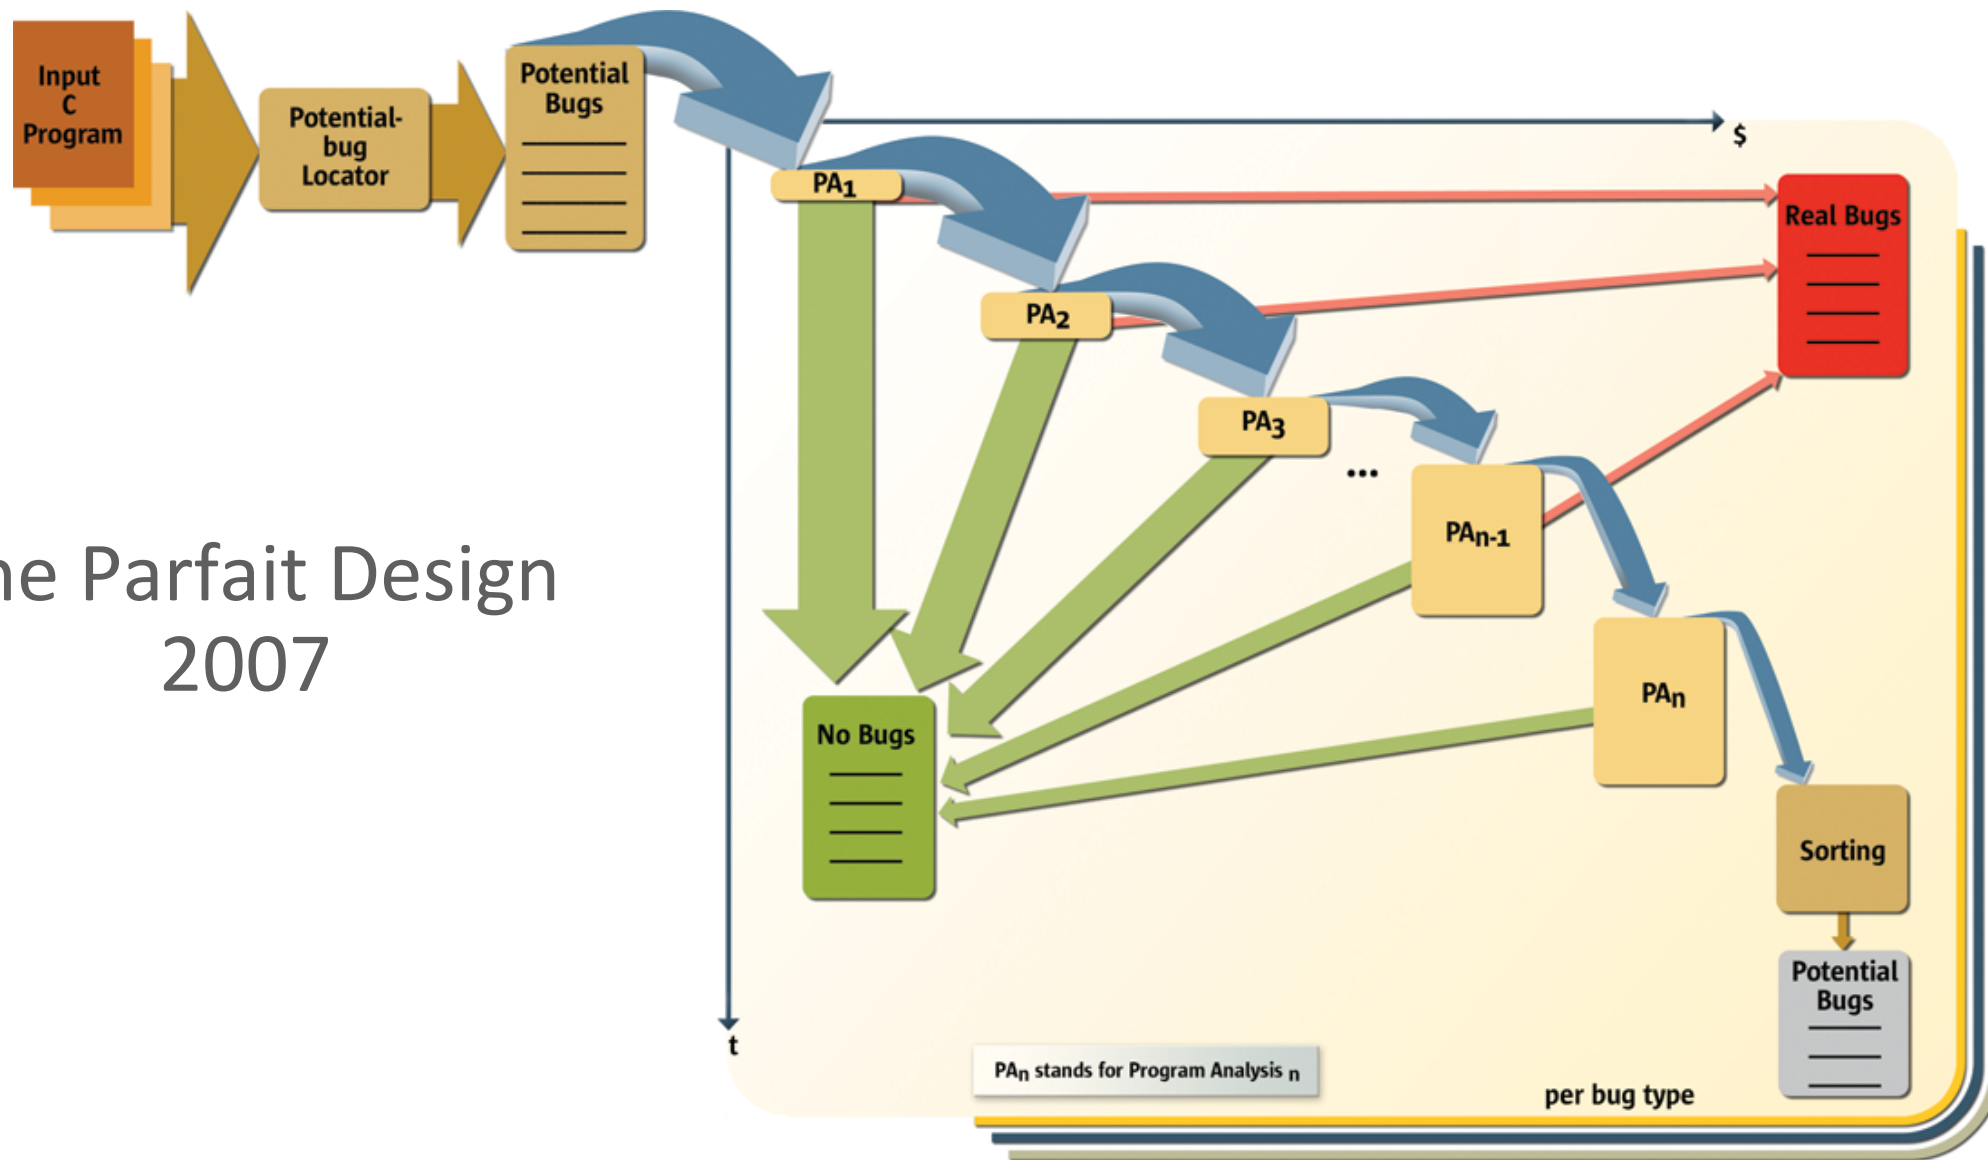 Input
C
Program
Potential-
bug
Locator
Potential
Bugs
$
PA1
Real Bugs
PA2
PA3
...
PAn-1
ne Parfait Design
2007
PAn
No Bugs
Sorting
Potential
Bugs
t
PAn stands for Program Analysis n
per bug type